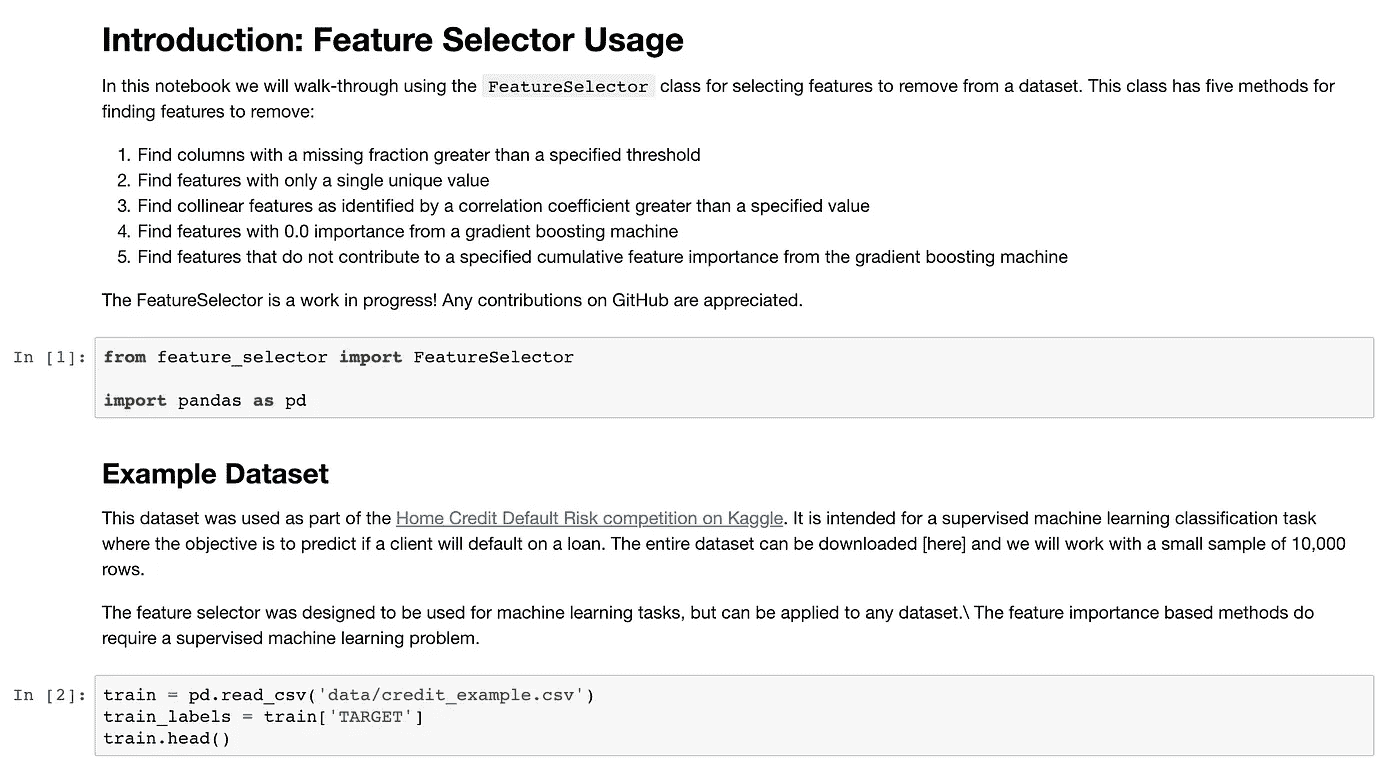 Introduction: Feature Selector Usage
In this notebook we will walk-through using the FeatureSelector class for selecting features to remove from a dataset. This class has five methods for
finding features to remove:
1. Find columns with a missing fraction greater than a specified threshold
2. Find features with only a single unique value
3. Find collinear features as identified by a correlation coefficient greater than a specified value
4. Find features with 0.0 importance from a gradient boosting machine
5. Find features that do not contribute to a specified cumulative feature importance from the gradient boosting machine
The FeatureSelector is a work in progress! Any contributions on GitHub are appreciated.
In [1]: from feature_selector import FeatureSelector
import pandas as pd
Example Dataset
This dataset was used as part of the Home Credit Default Risk competition on Kaggle. It is intended for a supervised machine learning classification task
where the objective is to predict if a client will default on a loan. The entire dataset can be downloaded [here] and we will work with a small sample of 10,000
rows.
The feature selector was designed to be used for machine learning tasks, but can be applied to any dataset.\ The feature importance based methods do
require a supervised machine learning problem.
In [2]: train = pd.read_csv('data/credit_example.csv')
train_labels = train['TARGET']
train.head()